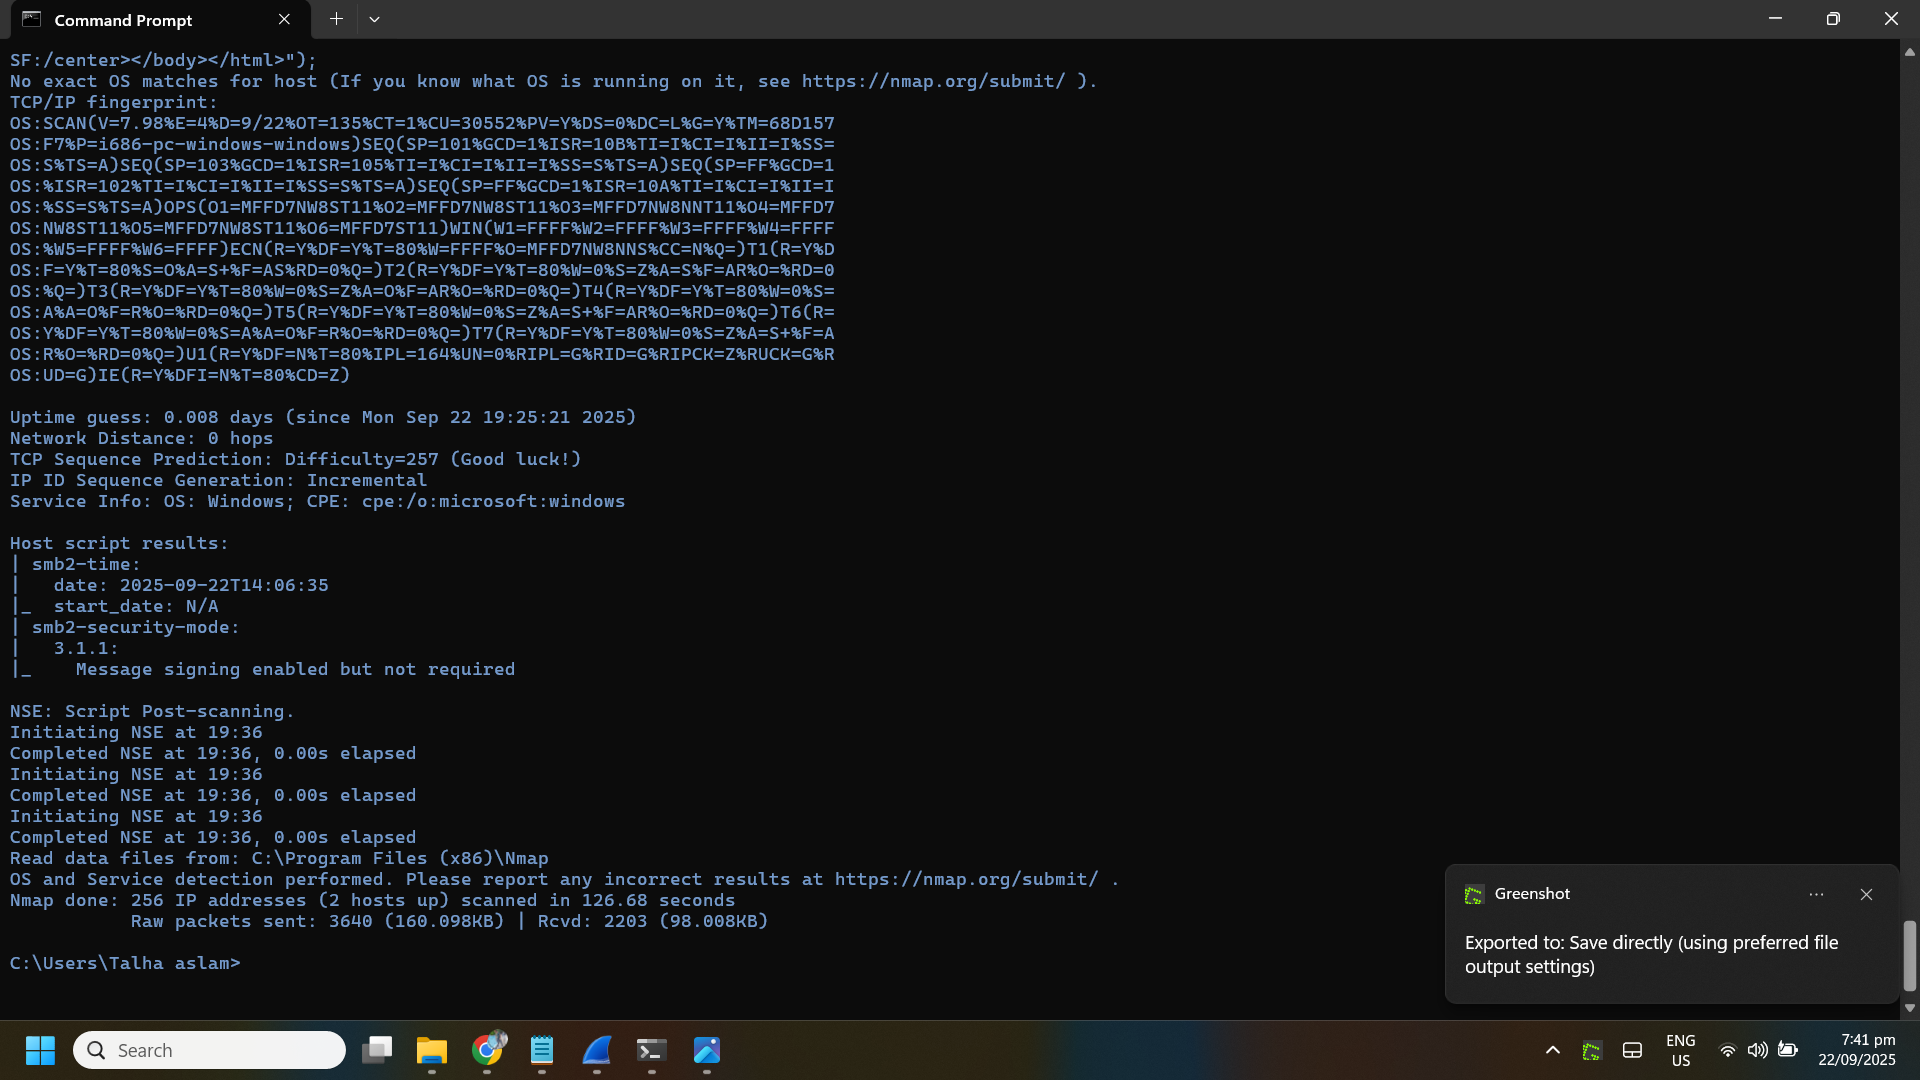 Command Prompt
SF:/center></body></html>");
No exact OS matches for host (If you know what OS is running on it, see https://nmap.org/submit/ ).
TCP/IP fingerprint:
OS:SCAN(V=7.98%E=4%D=9/22%OT=135%CT=1%CU=30552%PV=Y%DS=0%DC=L%G=Y%TM=68D157
OS:F7%P=i686-pc-windows-windows)SEQ(SP=101%GCD=1%ISR=10B%TI=I%CI=I%II=I%SS=
OS:S%TS=A)SEQ(SP=103%GCD=1%ISR=105%TI=I%CI=I%II=I%SS=S%TS=A)SEQ(SP=FF%GCD=1
OS:%ISR=102%TI=I%CI=I%II=I%SS=S%TS=A)SEQ(SP=FF%GCD=1%ISR=10A%TI=I%CI=I%II=I
OS:%SS=S%TS=A)OPS(O1=MFFD7NW8ST11%O2=MFFD7NW8ST11%O3=MFFD7NW8NNT11%O4=MFFD7
OS:NW8ST11%O5=MFFD7NW8ST11%O6=MFFD7ST11)WIN(W1=FFFF%W2=FFFF%W3=FFFF%W4=FFFF
OS:%W5=FFFF%W6=FFFF)ECN(R=Y%DF=Y%T=80%W=FFFF%O=MFFD7NW8NNS%CC=N%Q=)T1(R=Y%D
OS:F=Y%T=80%S=O%A=S+%F=AS%RD=0%Q=)T2(R=Y%DF=Y%T=80%W=0%S=Z%A=S%F=AR%O=%RD=0
OS:%Q=)T3(R=Y%DF=Y%T=80%W=0%S=Z%A=O%F=AR%O=%RD=0%Q=)T4(R=Y%DF=Y%T=80%W=0%S=
OS:A%A=O%F=R%O=%RD=0%Q=)T5(R=Y%DF=Y%T=80%W=0%S=Z%A=S+%F=AR%O=%RD=0%Q=)T6(R=
OS:Y%DF=Y%T=80%W=0%S=A%A=O%F=R%O=%RD=0%Q=)T7(R=Y%DF=Y%T=80%W=0%S=Z%A=S+%F=A
OS:R%O=%RD=0%Q=)U1(R=Y%DF=N%T=80%IPL=164%UN=0%RIPL=G%RID=G%RIPCK=Z%RUCK=G%R
OS:UD=G)IE(R=Y%DFI=N%T=80%CD=Z)
Uptime guess: 0.008 days (since Mon Sep 22 19:25:21 2025)
Network Distance: 0 hops
TCP Sequence Prediction: Difficulty=257 (Good luck!)
IP ID Sequence Generation: Incremental
Service Info: OS: Windows; CPE: cpe:/o:microsoft:windows
Host script results:
| smb2-time:
|   date: 2025-09-22T14:06:35
|_  start_date: N/A
| smb2-security-mode:
|   3.1.1:
|_    Message signing enabled but not required
NSE: Script Post-scanning.
Initiating NSE at 19:36
Completed NSE at 19:36, 0.00s elapsed
Initiating NSE at 19:36
Completed NSE at 19:36, 0.00s elapsed
Initiating NSE at 19:36
Completed NSE at 19:36, 0.00s elapsed
Read data files from: C:\Program Files (x86)\Nmap
OS and Service detection performed. Please report any incorrect results at https://nmap.org/submit/ .
Nmap done: 256 IP addresses (2 hosts up) scanned in 126.68 seconds
           Raw packets sent: 3640 (160.098KB) | Rcvd: 2203 (98.008KB)
C:\Users\Talha aslam>
Greenshot
Exported to: Save directly (using preferred file
output settings)
Search
ENG
US
7:41 pm
22/09/2025